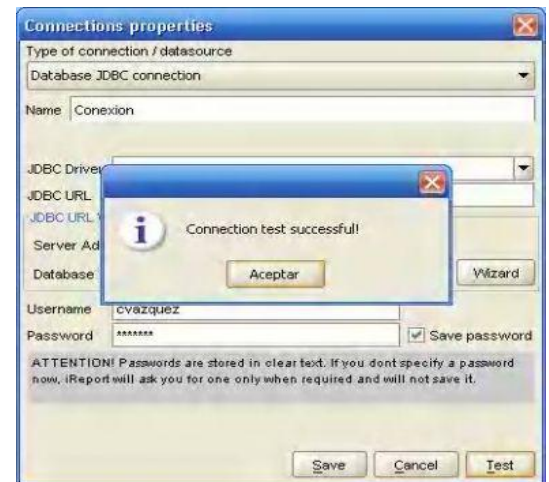 Connections properties
Type of connection / datasource
Database JDBC connection
Name Conexion
JDBC Driver
JDBC URL
JDBC URL
Connection test successful!
Server Ad
Database
Aceptar
Wizard
Username cvazquez
Password *******
Save password
ATTENTION! Passwords are stored in clear text. If you dont specify a password
now, iReport will ask you for one only when required and will not save it.
Save Cancel Test